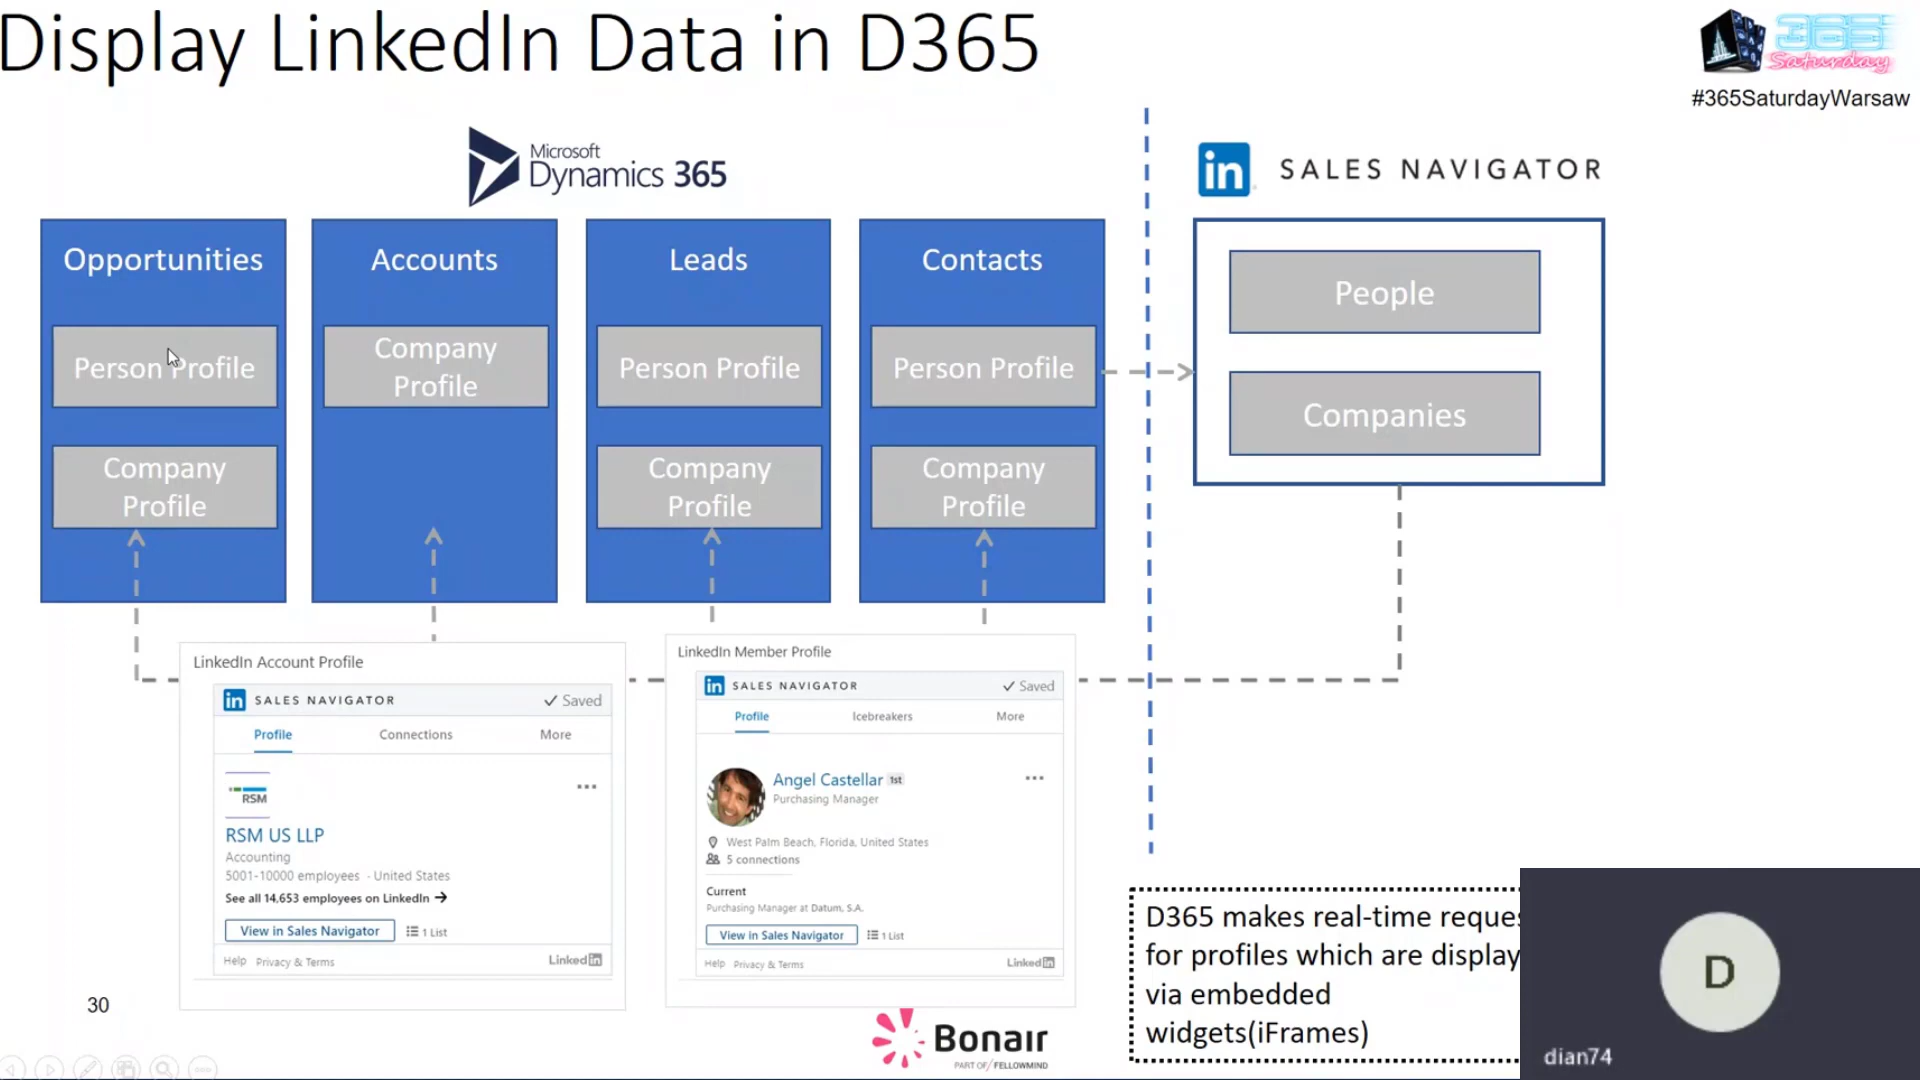 Display LinkedIn Data in D365
365
Saturday
#365SaturdayWarsaw
Microsoft
Dynamics 365
in SALES NAVIGATOR
Opportunities
Person Profile
Company
Profile
Accounts
Company
Profile
Leads
Person Profile
Company
Profile
Contacts
Person Profile
Company
Profile
People
Companies
LinkedIn Account Profile
in SALES NAVIGATOR
Saved
Profile Connections More
RSM
RSM US LLP
Accounting
5001-10000 employees - United States
See all 14,653 employees on LinkedIn →
View in Sales Navigator
1 List
Help Privacy & Terms
Linkedin
LinkedIn Member Profile
in SALES NAVIGATOR
Saved
Profile Icebreakers More
Angel Castellar 1st
Purchasing Manager
West Palm Beach, Florida, United States
5 connections
Current
Purchasing Manager at Datum, S.A.
View in Sales Navigator
1 List
Help Privacy & Terms
Linkedin
D365 makes real-time reques
for profiles which are display
via embedded
widgets(iFrames)
30
Bonair
PART OF / FELLOWMIND
D
dian74